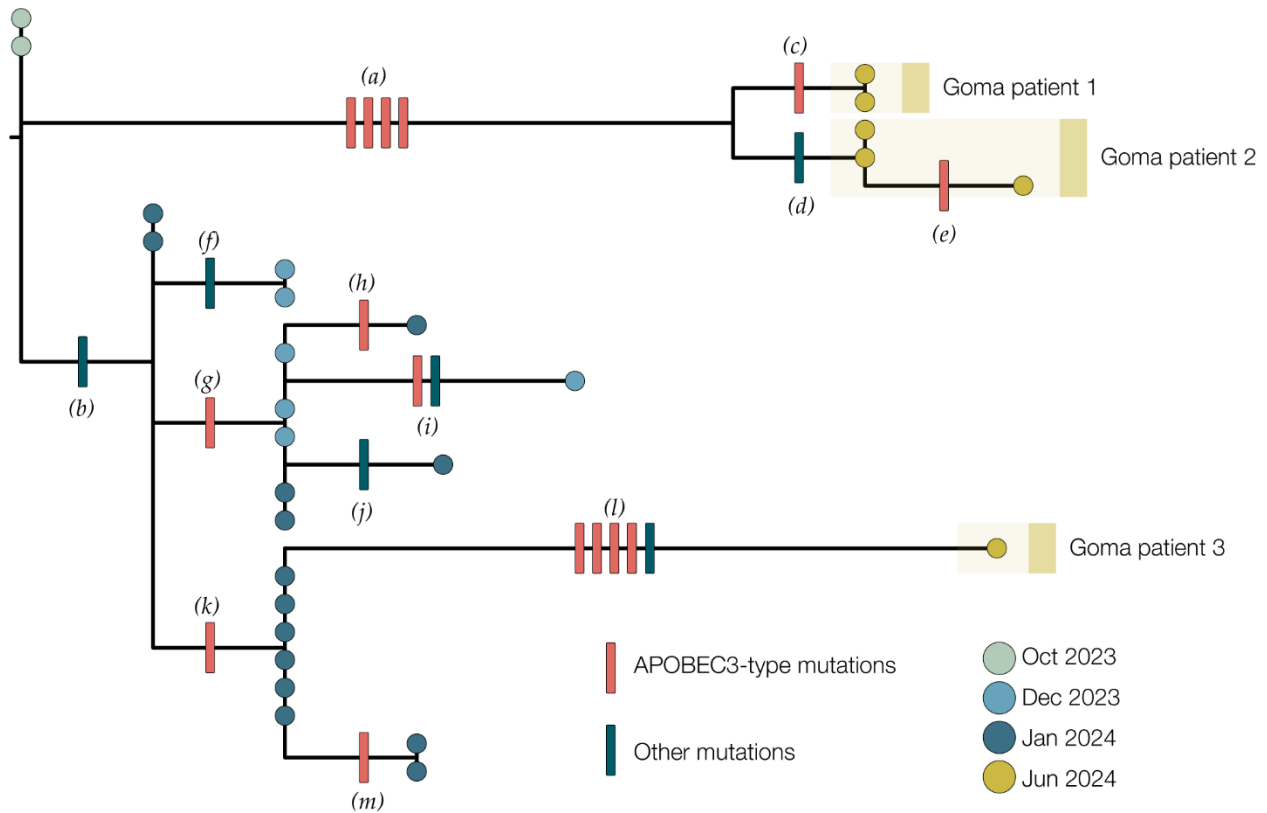 (c)
(a)
Goma patient 1
Goma patient 2
(d)
(e)
(f)
(h)
(g)
(b)
(i)
(j)
(l)
Goma patient 3
(k)
(m)
APOBEC3-type mutations
Other mutations
Oct 2023
Dec 2023
Jan 2024
Jun 2024